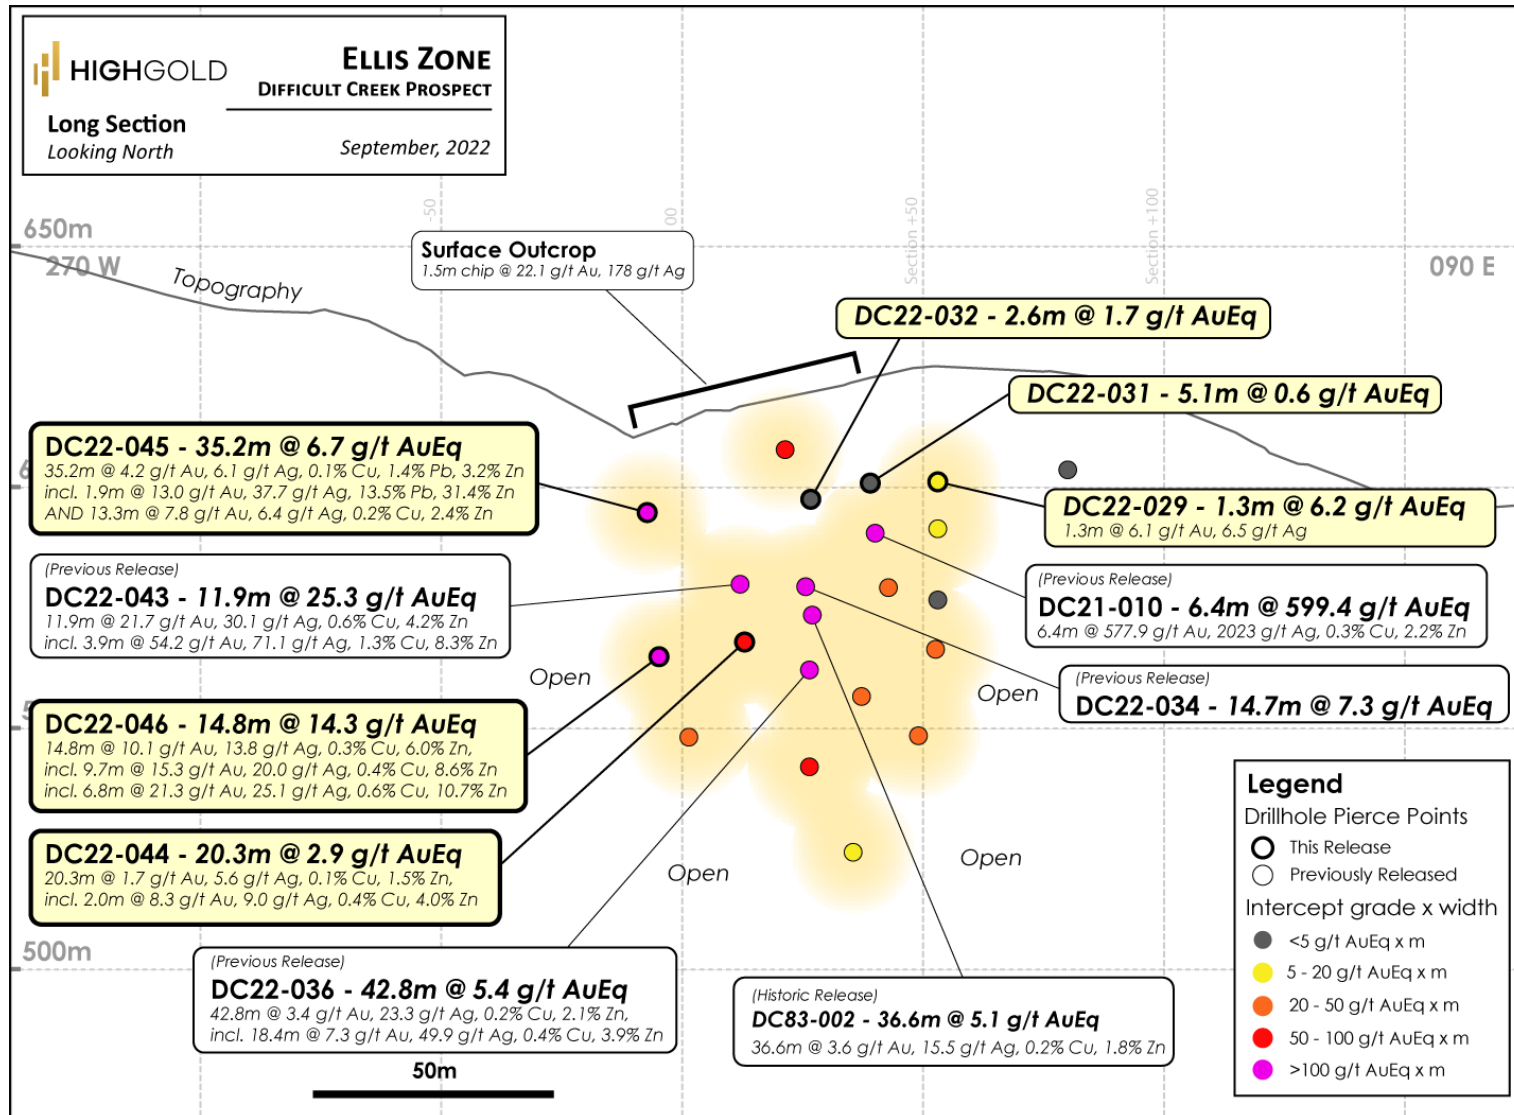 HIGHGOLD
ELLIS ZONE
DIFFICULT CREEK PROSPECT
Long Section
Looking North
September, 2022
-50
00
Section +50
Section +100
650m
270 W
090 E
Topography
Surface Outcrop
1.5m chip @ 22.1 g/t Au, 178 g/t Ag
DC22-032 - 2.6m @ 1.7 g/t AuEq
DC22-031 - 5.1m @ 0.6 g/t AuEq
DC22-045 - 35.2m @ 6.7 g/t AuEq
35.2m @ 4.2 g/t Au, 6.1 g/t Ag, 0.1% Cu, 1.4% Pb, 3.2% Zn
incl. 1.9m @ 13.0 g/t Au, 37.7 g/t Ag, 13.5% Pb, 31.4% Zn
AND 13.3m @ 7.8 g/t Au, 6.4 g/t Ag, 0.2% Cu, 2.4% Zn
DC22-029 - 1.3m @ 6.2 g/t AuEq
1.3m @ 6.1 g/t Au, 6.5 g/t Ag
(Previous Release)
DC22-043 - 11.9m @ 25.3 g/t AuEq
11.9m @ 21.7 g/t Au, 30.1 g/t Ag, 0.6% Cu, 4.2% Zn
incl. 3.9m @ 54.2 g/t Au, 71.1 g/t Ag, 1.3% Cu, 8.3% Zn
(Previous Release)
DC21-010 - 6.4m @ 599.4 g/t AuEq
6.4m @ 577.9 g/t Au, 2023 g/t Ag, 0.3% Cu, 2.2% Zn
Open
Open
(Previous Release)
DC22-034 - 14.7m @ 7.3 g/t AuEq
DC22-046 - 14.8m @ 14.3 g/t AuEq
14.8m @ 10.1 g/t Au, 13.8 g/t Ag, 0.3% Cu, 6.0% Zn,
incl. 9.7m @ 15.3 g/t Au, 20.0 g/t Ag, 0.4% Cu, 8.6% Zn
incl. 6.8m @ 21.3 g/t Au, 25.1 g/t Ag, 0.6% Cu, 10.7% Zn
DC22-044 - 20.3m @ 2.9 g/t AuEq
20.3m @ 1.7 g/t Au, 5.6 g/t Ag, 0.1% Cu, 1.5% Zn,
incl. 2.0m @ 8.3 g/t Au, 9.0 g/t Ag, 0.4% Cu, 4.0% Zn
Open
Open
500m
(Previous Release)
DC22-036 - 42.8m @ 5.4 g/t AuEq
42.8m @ 3.4 g/t Au, 23.3 g/t Ag, 0.2% Cu, 2.1% Zn,
incl. 18.4m @ 7.3 g/t Au, 49.9 g/t Ag, 0.4% Cu, 3.9% Zn
(Historic Release)
DC83-002 - 36.6m @ 5.1 g/t AuEq
36.6m @ 3.6 g/t Au, 15.5 g/t Ag, 0.2% Cu, 1.8% Zn
50m
Legend
Drillhole Pierce Points
This Release
Previously Released
Intercept grade x width
<5 g/t AuEq x m
5 - 20 g/t AuEq x m
20 - 50 g/t AuEq x m
50 - 100 g/t AuEq x m
>100 g/t AuEq x m